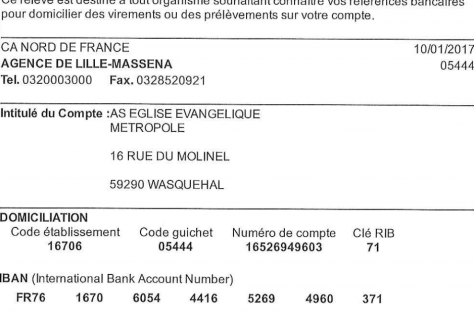 Ce relevé est destiné à tout organisme souhaitant connaître vos références bancaires
pour domicilier des virements ou des prélèvements sur votre compte.
CA NORD DE FRANCE 10/01/2017
AGENCE DE LILLE-MASSENA 05444
Tel. 0320003000 Fax. 0328520921
Intitulé du Compte :AS EGLISE EVANGELIQUE
METROPOLE
16 RUE DU MOLINEL
59290 WASQUEHAL
DOMICILIATION
Code établissement Code guichet Numéro de compte Clé RIB
16706 05444 16526949603 71
IBAN (International Bank Account Number)
FR76 1670 6054 4416 5269 4960 371